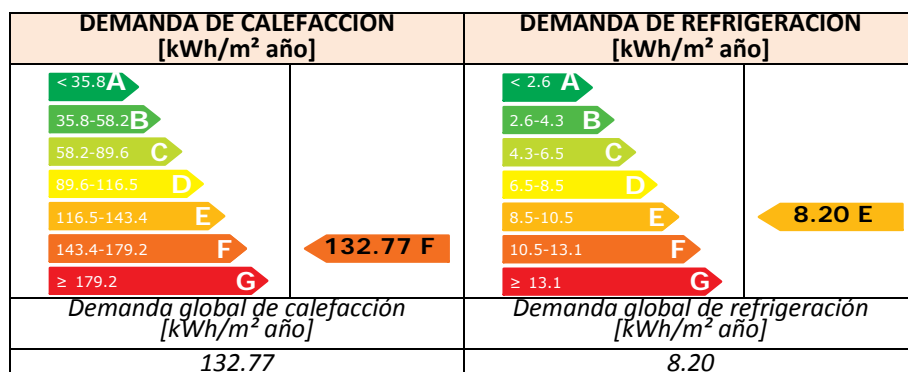 DEMANDA DE CALEFACCIÓN
[kWh/m² año]
DEMANDA DE REFRIGERACIÓN
[kWh/m² año]
< 35.8 A
35.8-58.2 B
58.2-89.6 C
89.6-116.5 D
116.5-143.4 E
143.4-179.2 F
≥ 179.2 G
132.77 F
< 2.6 A
2.6-4.3 B
4.3-6.5 C
6.5-8.5 D
8.5-10.5 E
10.5-13.1 F
≥ 13.1 G
8.20 E
Demanda global de calefacción
[kWh/m² año]
Demanda global de refrigeración
[kWh/m² año]
132.77
8.20